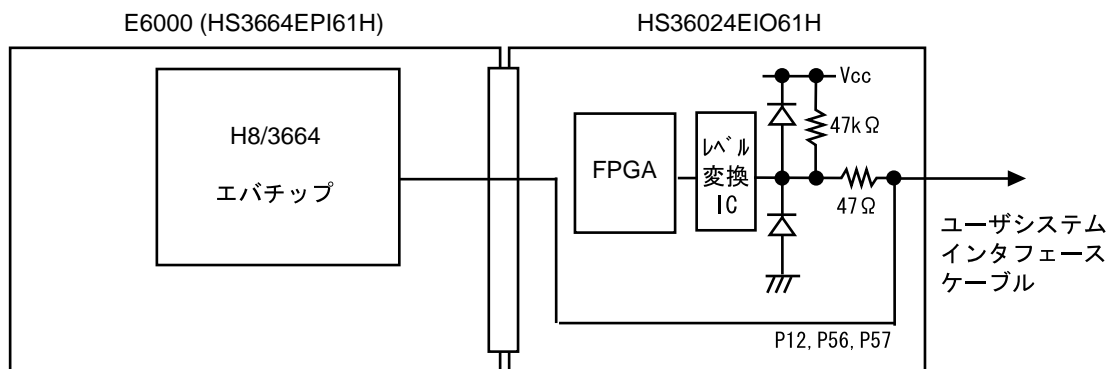 E6000 (HS3664EPI61H)
HS36024EIO61H
H8/3664
エバチップ
FPGA
レベル
変換
IC
Vcc
47kΩ
47Ω
ユーザシステム
インタフェース
ケーブル
P12, P56, P57